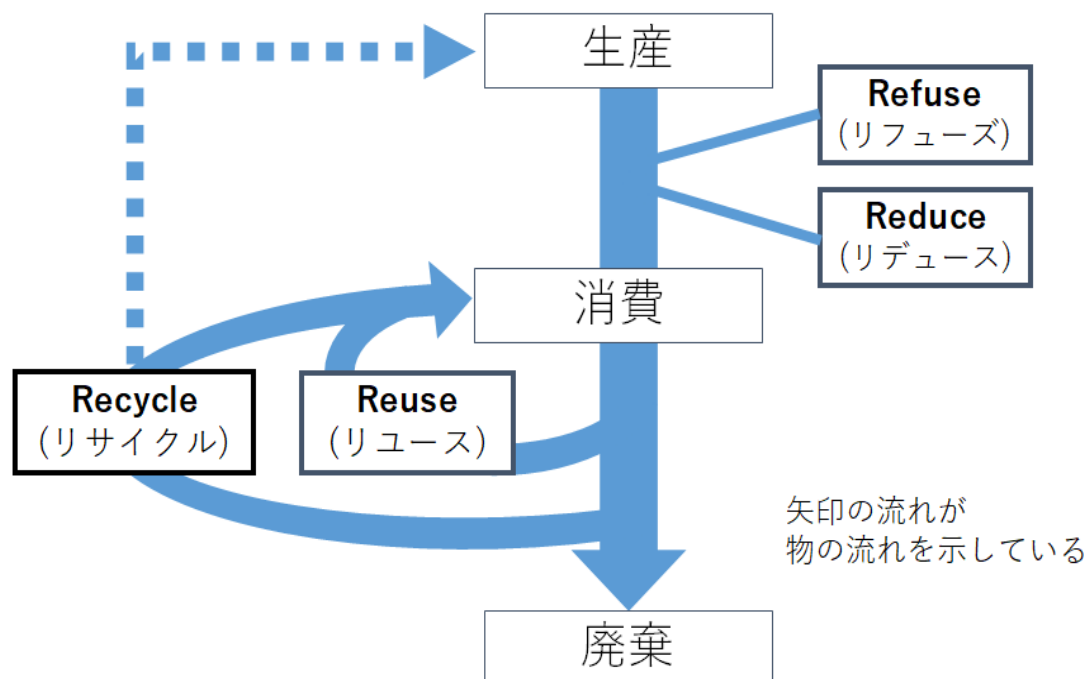 生産
Refuse
(リフューズ)
Reduce
(リデュース)
消費
Recycle
(リサイクル)
Reuse
(リユース)
矢印の流れが
物の流れを示している
廃棄